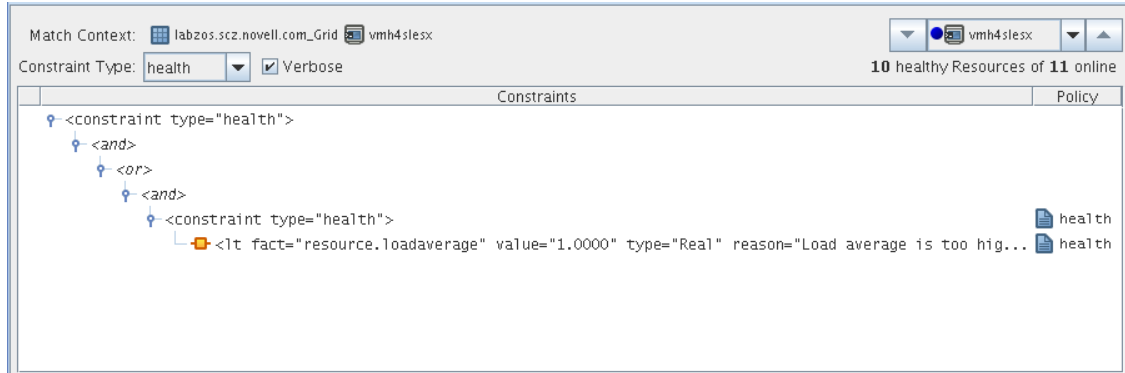 Match Context: labzos.scz.novell.com_Grid vmh4slesx vmh4slesx
Constraint Type: health Verbose 10 healthy Resources of 11 online
Constraints Policy
<constraint type="health">
<and>
<or>
<and>
<constraint type="health"> health
<lt fact="resource.loadaverage" value="1.0000" type="Real" reason="Load average is too hig... health